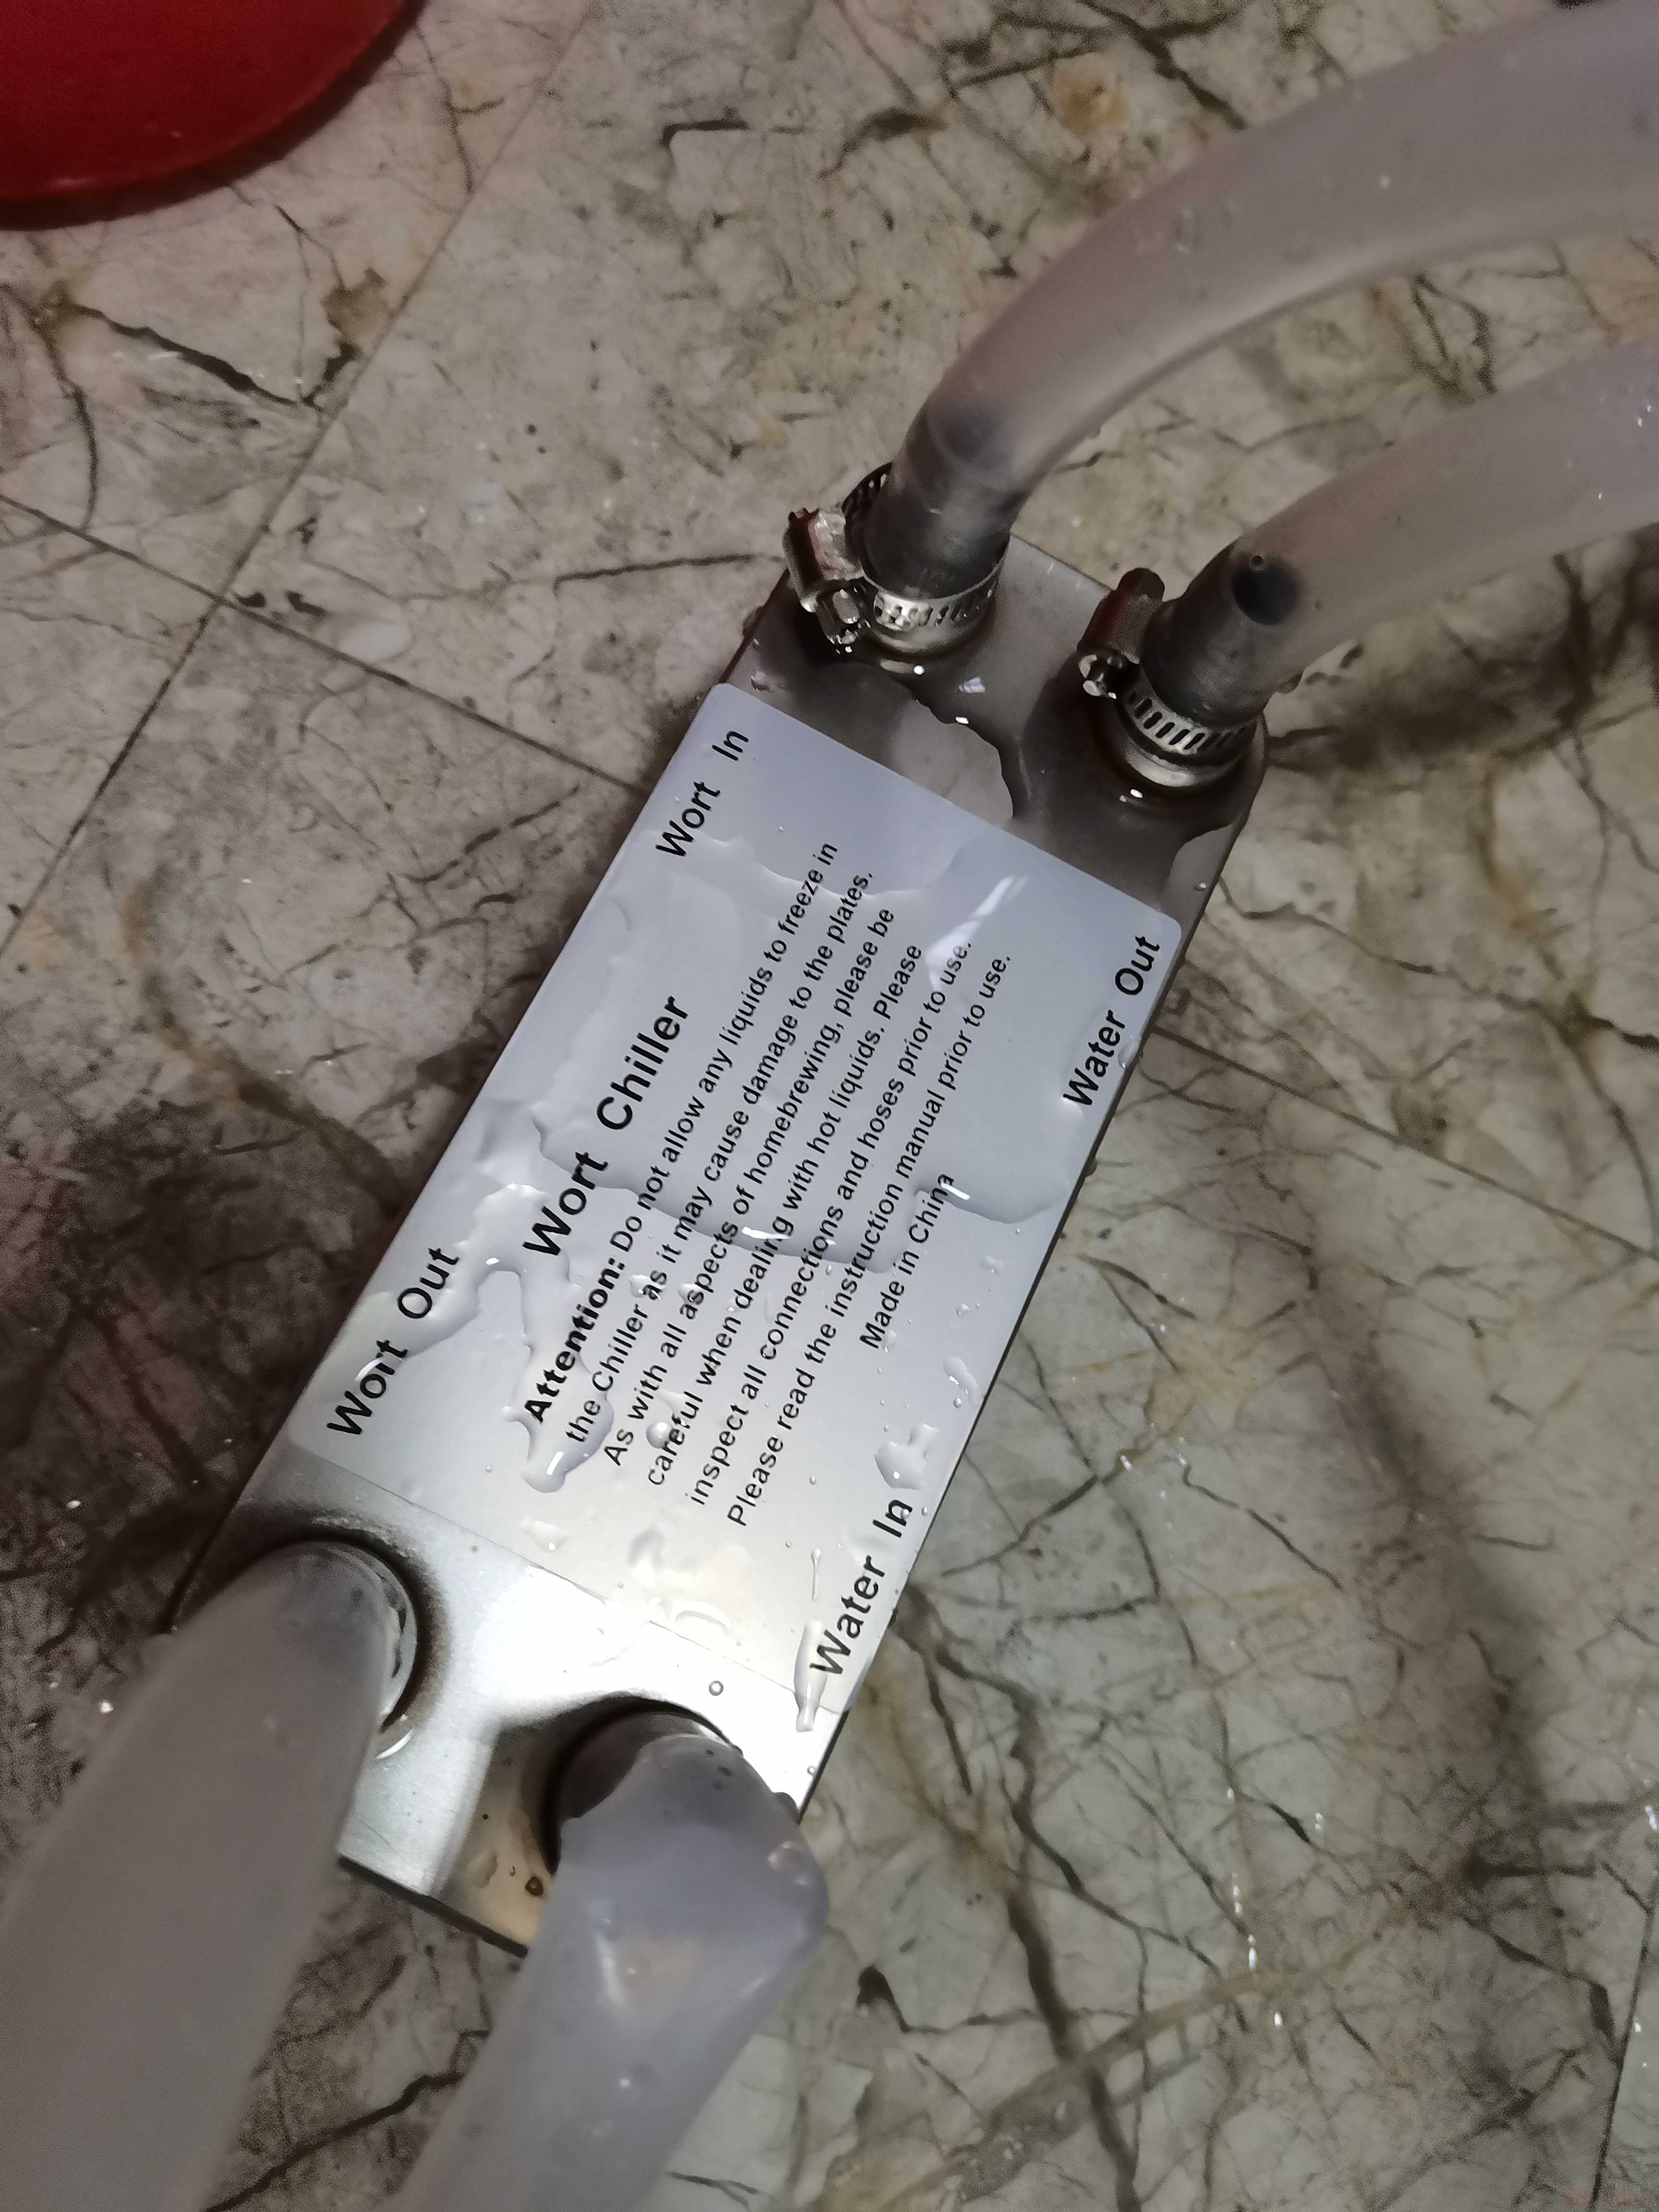 Wort Out
Wort In
Wort Chiller
Attention: Do not allow any liquids to freeze in
the Chiller as it may cause damage to the plates.
As with all aspects of homebrewing, please be
careful when dealing with hot liquids. Please
inspect all connections and hoses prior to use.
Please read the instruction manual prior to use.
Made in China
Water In
Water Out